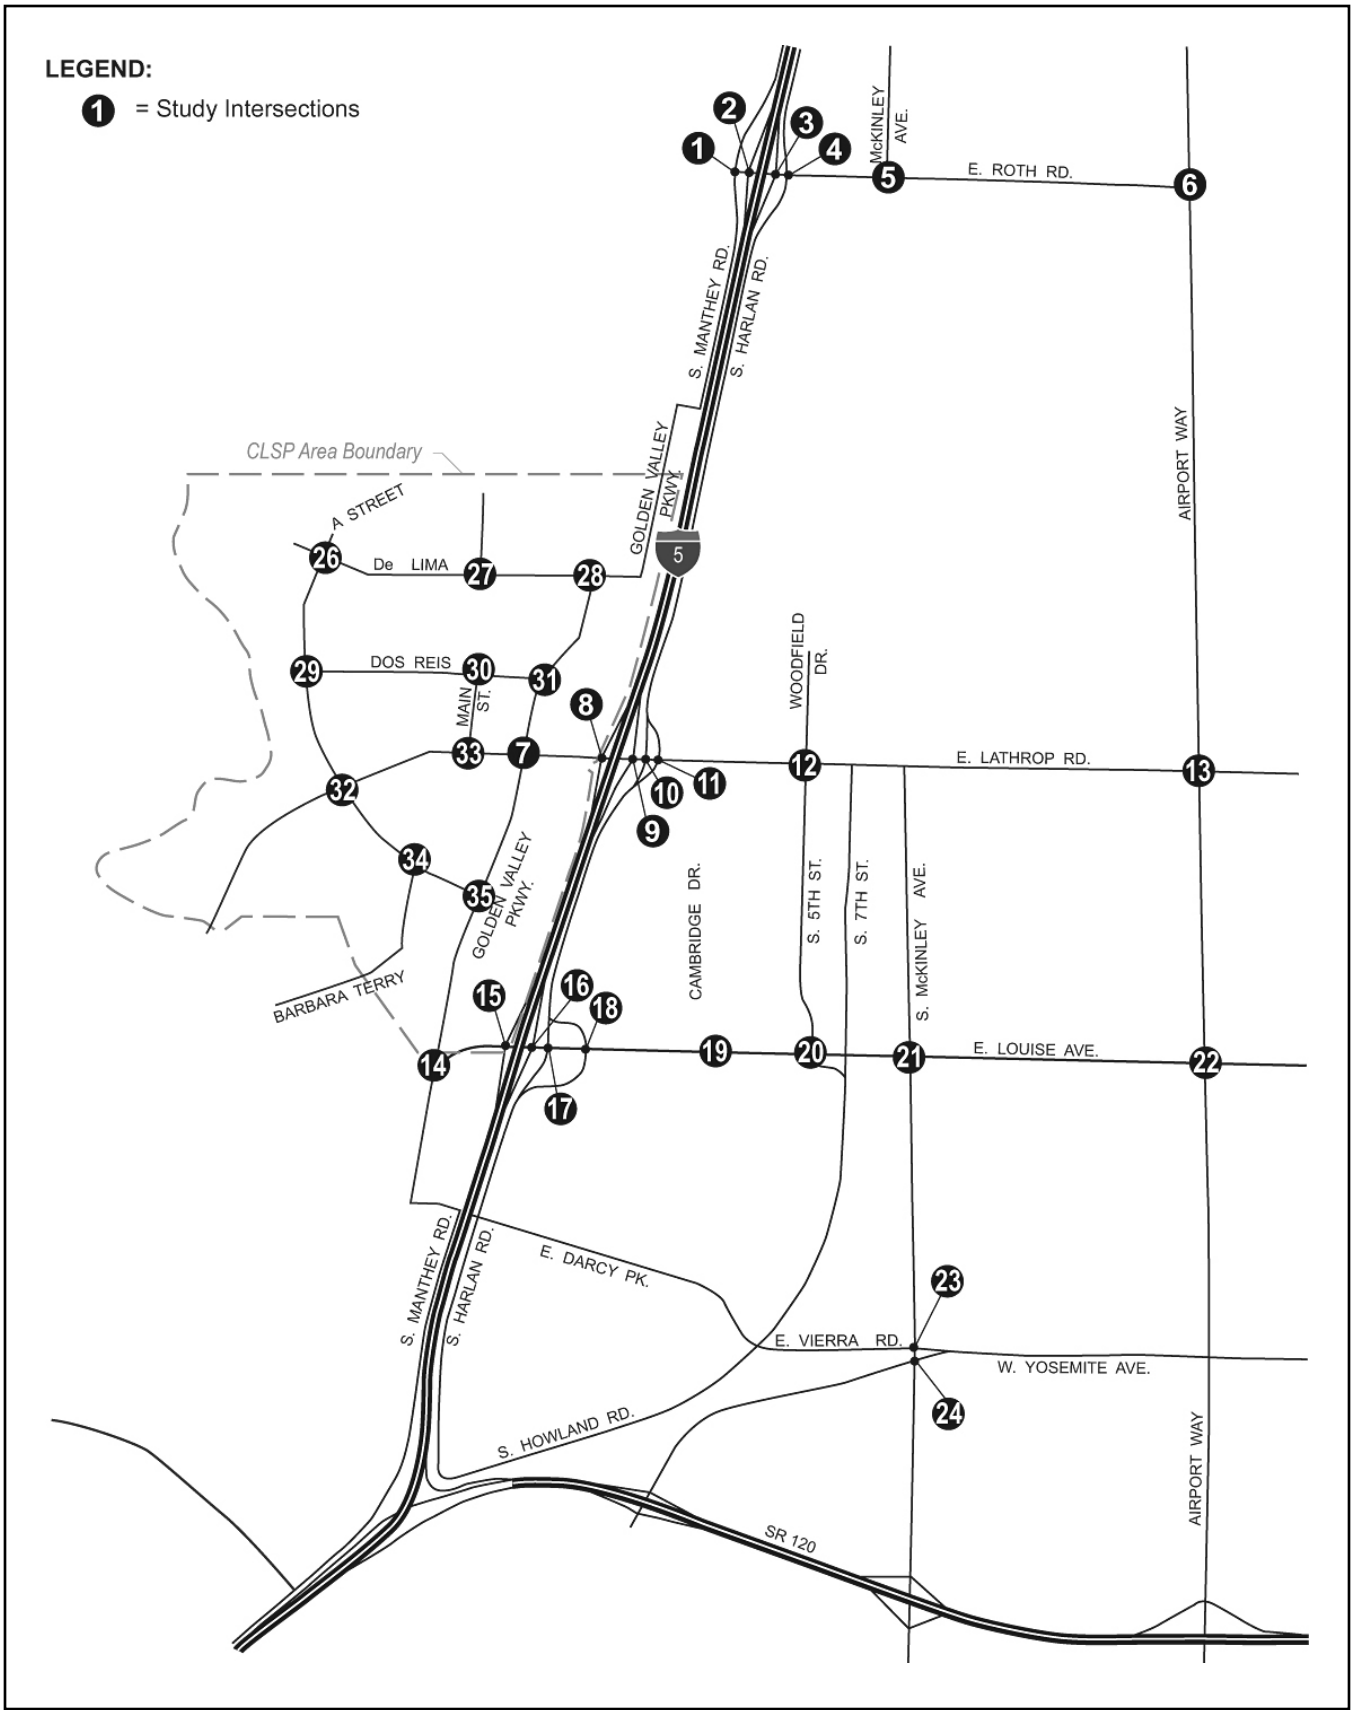 LEGEND:
1 = Study Intersections
2
3
1
4
McKINLEY
AVE.
5
E. ROTH RD.
6
S. MANTHEY RD.
S. HARLAN RD.
GOLDEN VALLEY
PKWY.
AIRPORT WAY
CLSP Area Boundary
A STREET
5
26
De LIMA
27
28
WOODFIELD
DR.
29
DOS REIS
30
31
MAIN
ST.
8
33
7
12
E. LATHROP RD.
13
32
10
11
9
34
35
GOLDEN VALLEY
PKWY.
CAMBRIDGE DR.
S. 5TH ST.
S. 7TH ST.
S. McKINLEY AVE.
BARBARA TERRY
15
16
18
14
19
20
21
E. LOUISE AVE.
22
17
S. MANTHEY RD.
S. HARLAN RD.
E. DARCY PK.
23
E. VIERRA RD.
W. YOSEMITE AVE.
24
S. HOWLAND RD.
AIRPORT WAY
SR 120